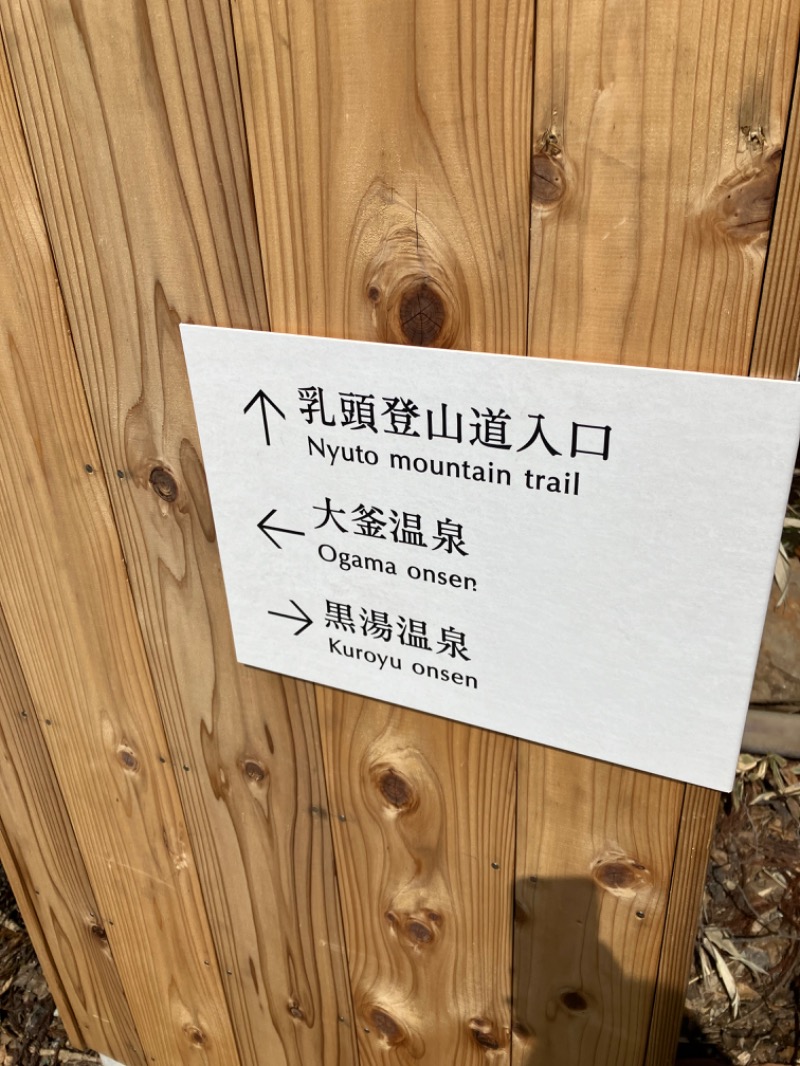 ↑ 乳頭登山道入口
Nyuto mountain trail
← 大釜温泉
Ogama onsen
→ 黒湯温泉
Kuroyu onsen